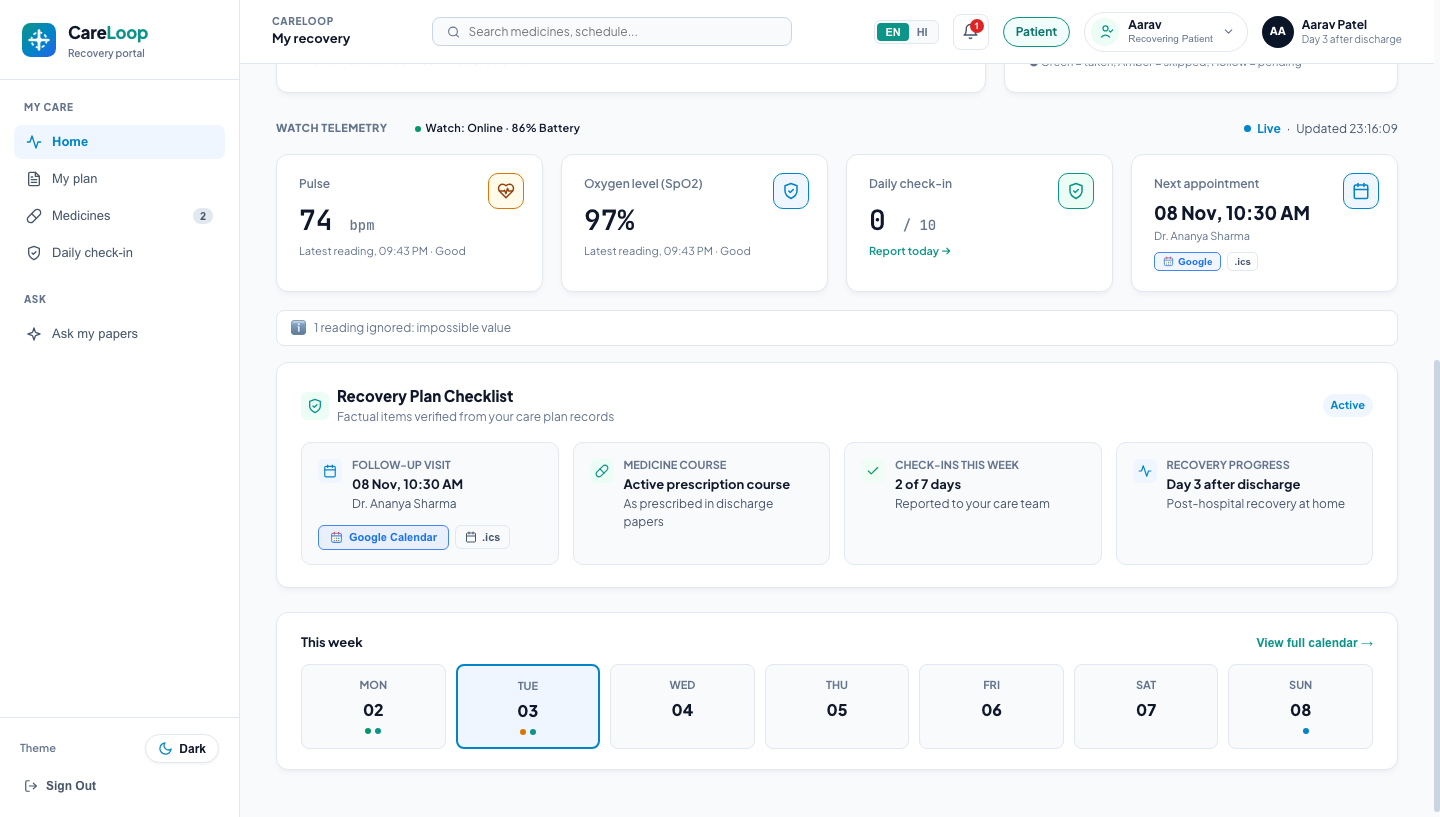 CareLoop
Recovery portal
MY CARE
Home
My plan
Medicines 2
Daily check-in
ASK
Ask my papers
Theme Dark
Sign Out
CARELOOP
My recovery
Search medicines, schedule...
EN HI
1
Patient
Aarav
Recovering Patient
AA
Aarav Patel
Day 3 after discharge
Green = taken, Amber = skipped, Hollow = pending
WATCH TELEMETRY
Watch: Online · 86% Battery
Live · Updated 23:16:09
Pulse
74 bpm
Latest reading, 09:43 PM · Good
Oxygen level (SpO2)
97%
Latest reading, 09:43 PM · Good
Daily check-in
0 / 10
Report today →
Next appointment
08 Nov, 10:30 AM
Dr. Ananya Sharma
Google .ics
1 reading ignored: impossible value
Recovery Plan Checklist
Factual items verified from your care plan records
Active
FOLLOW-UP VISIT
08 Nov, 10:30 AM
Dr. Ananya Sharma
Google Calendar .ics
MEDICINE COURSE
Active prescription course
As prescribed in discharge
papers
CHECK-INS THIS WEEK
2 of 7 days
Reported to your care team
RECOVERY PROGRESS
Day 3 after discharge
Post-hospital recovery at home
This week
View full calendar →
MON
02
TUE
03
WED
04
THU
05
FRI
06
SAT
07
SUN
08